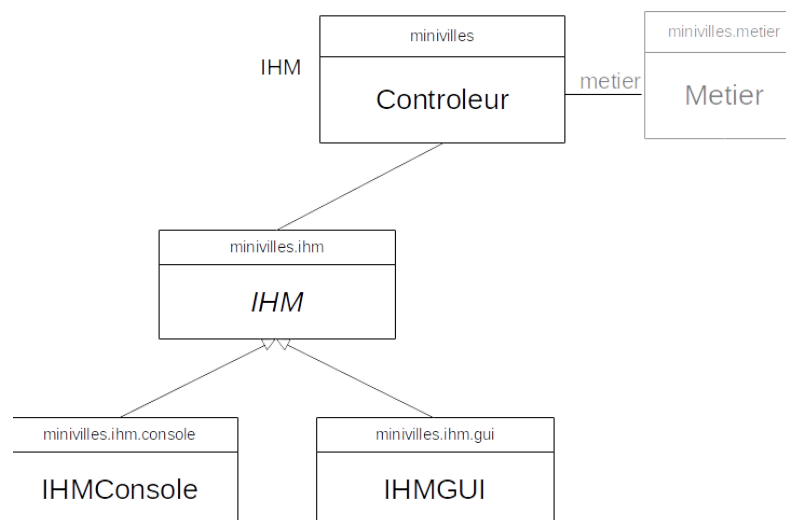 minivilles
minivilles.metier
IHM
Controleur
metier
Metier
minivilles.ihm
IHM
minivilles.ihm.console
minivilles.ihm.gui
IHMConsole
IHMGUI